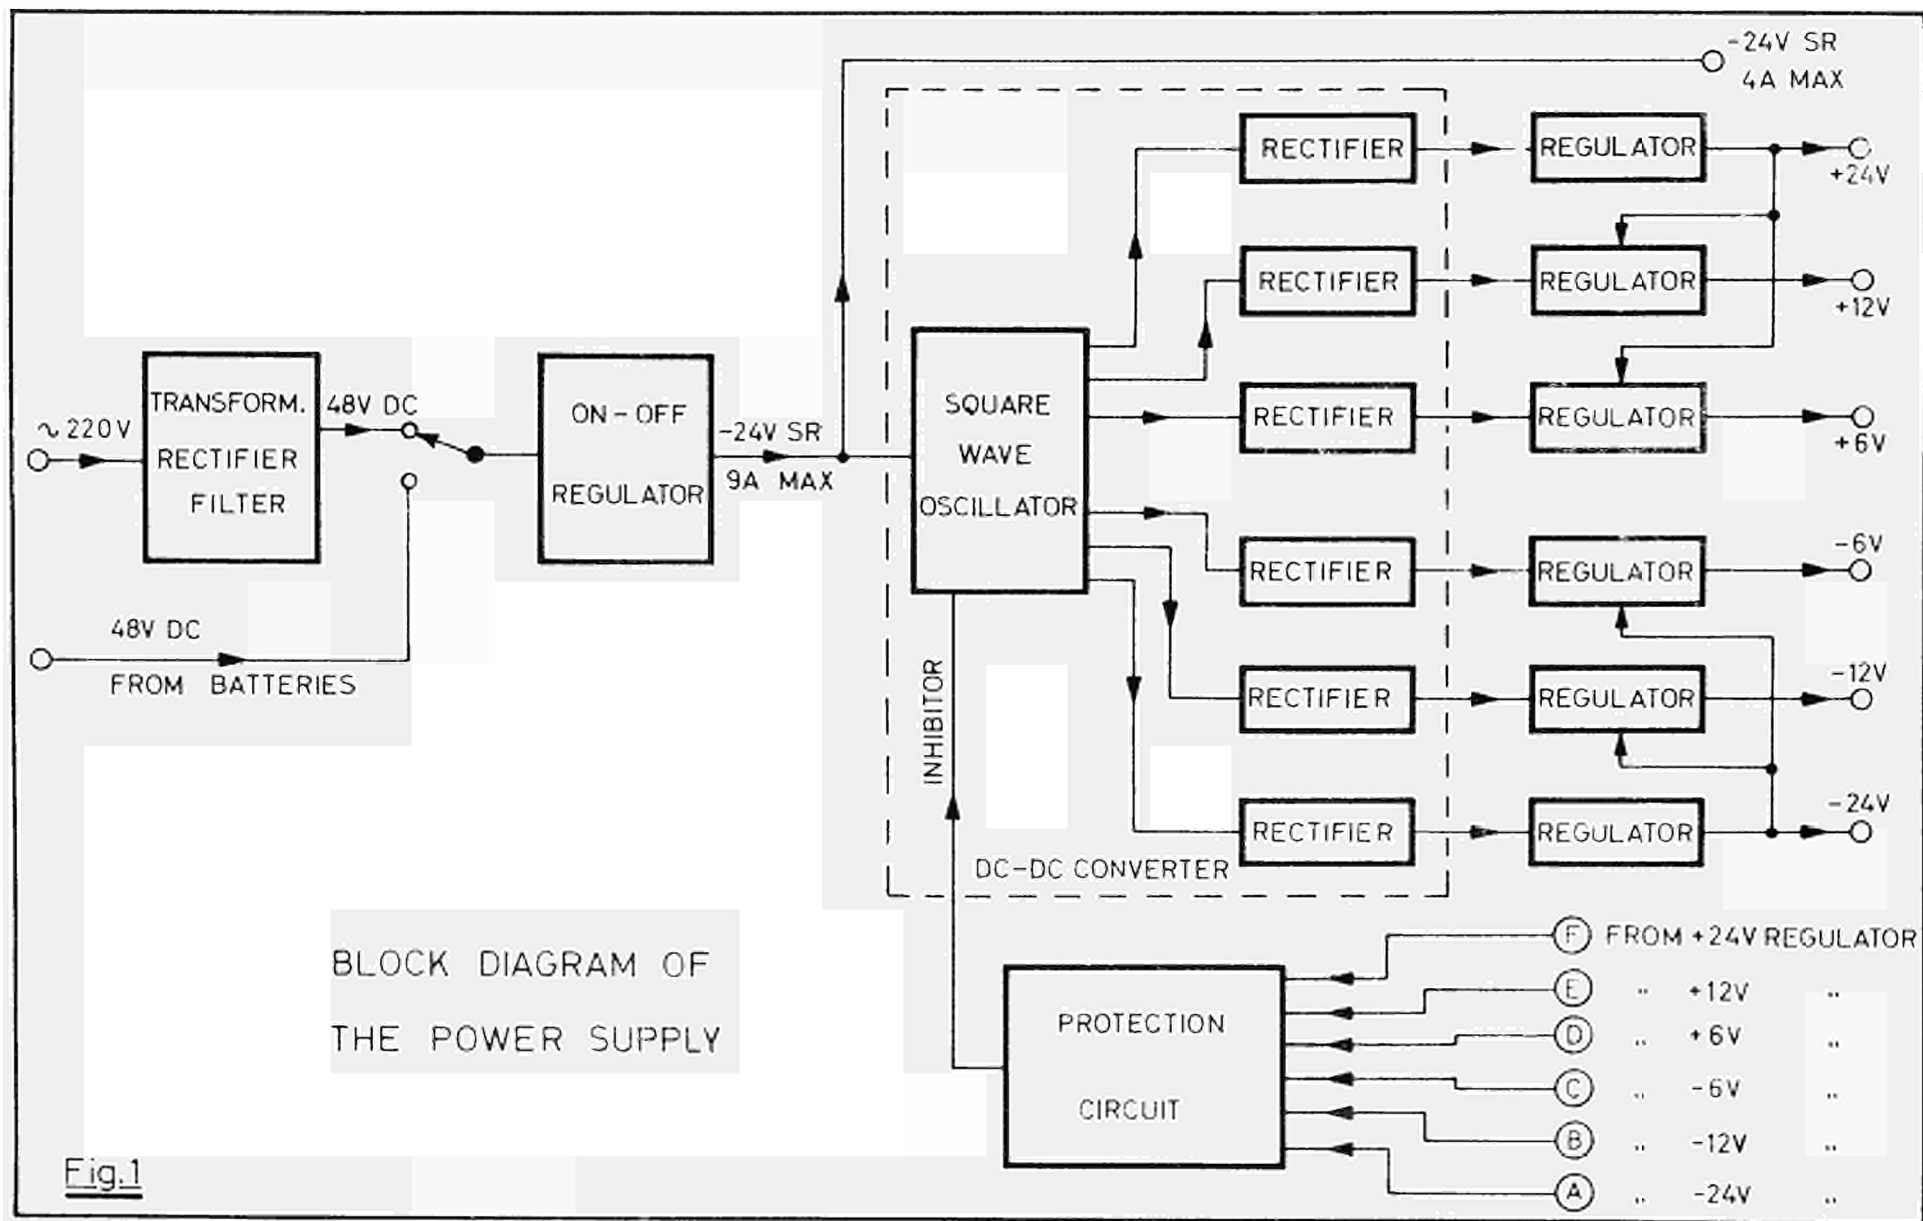 -24V SR
4A MAX
RECTIFIER
REGULATOR
+24V
RECTIFIER
REGULATOR
+12V
TRANSFORM.
RECTIFIER
FILTER
~220V
48V DC
ON-OFF
REGULATOR
-24V SR
9A MAX
SQUARE
WAVE
OSCILLATOR
RECTIFIER
REGULATOR
+6V
RECTIFIER
REGULATOR
-6V
48V DC
FROM BATTERIES
INHIBITOR
RECTIFIER
REGULATOR
-12V
RECTIFIER
REGULATOR
-24V
DC-DC CONVERTER
BLOCK DIAGRAM OF
THE POWER SUPPLY
PROTECTION
CIRCUIT
F FROM +24V REGULATOR
E " +12V "
D " +6V "
C " -6V "
B " -12V "
A " -24V "
Fig.1